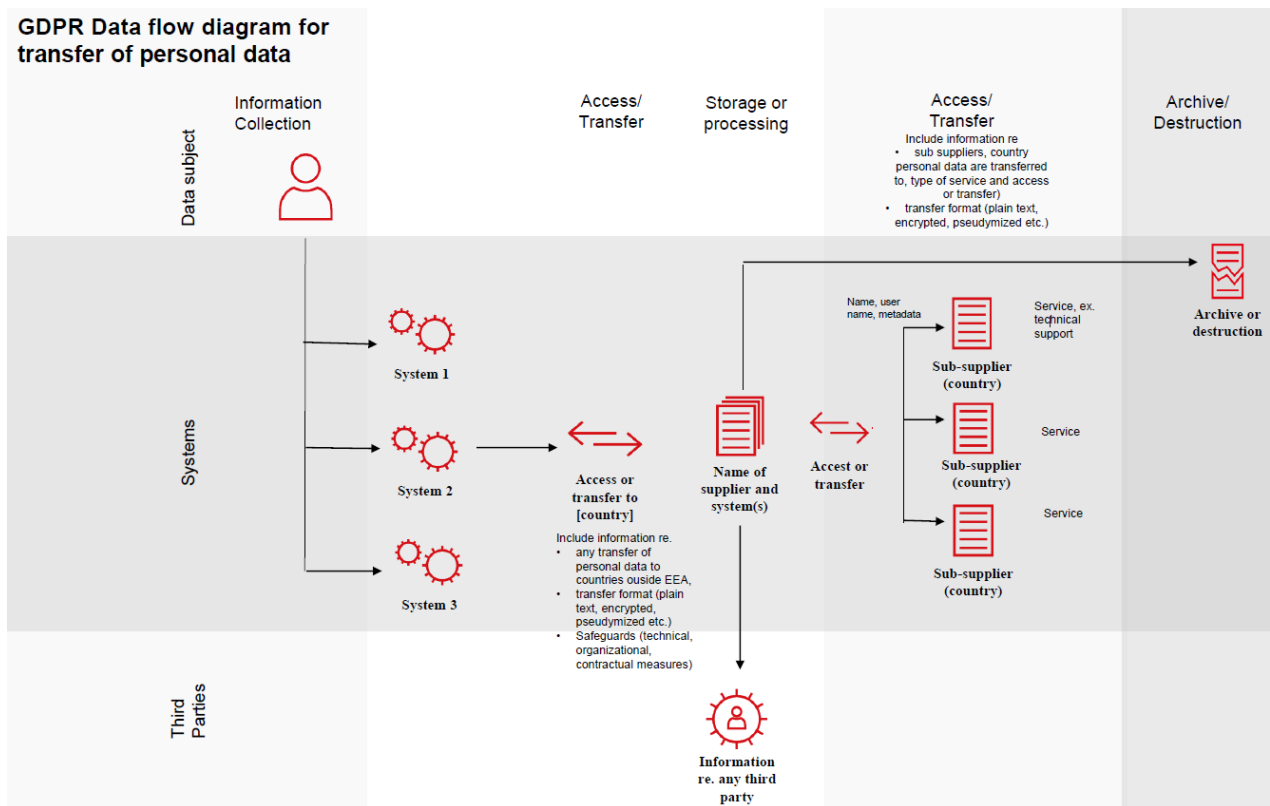 GDPR Data flow diagram for
transfer of personal data
Information
Collection
Access/
Transfer
Storage or
processing
Access/
Transfer
Archive/
Destruction
Include information re
• sub suppliers, country
personal data are transferred
to, type of service and access
or transfer)
• transfer format (plain text,
encrypted, pseudymized etc.)
Data subject
Systems
Third
Parties
System 1
System 2
System 3
Access or
transfer to
[country]
Include information re.
• any transfer of
personal data to
countries ouside EEA,
• transfer format (plain
text, encrypted,
pseudymized etc.)
• Safeguards (technical,
organizational,
contractual measures)
Name of
supplier and
system(s)
Accest or
transfer
Name, user
name, metadata
Service, ex.
technical
support
Sub-supplier
(country)
Service
Sub-supplier
(country)
Service
Sub-supplier
(country)
Archive or
destruction
Information
re. any third
party